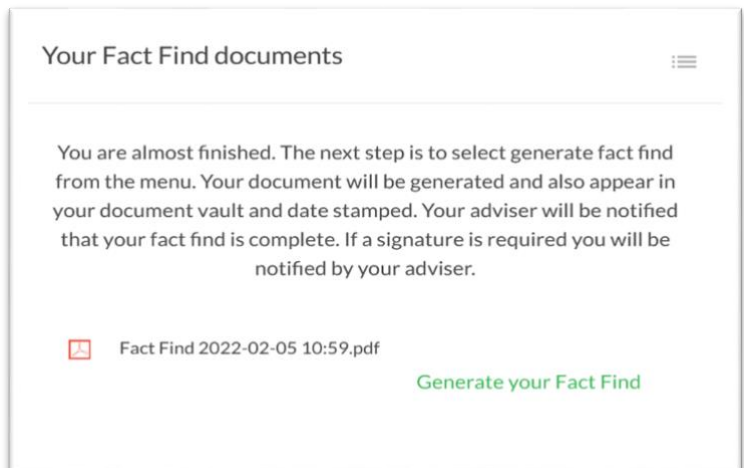 Your Fact Find documents
You are almost finished. The next step is to select generate fact find
from the menu. Your document will be generated and also appear in
your document vault and date stamped. Your adviser will be notified
that your fact find is complete. If a signature is required you will be
notified by your adviser.
Fact Find 2022-02-05 10:59.pdf
Generate your Fact Find